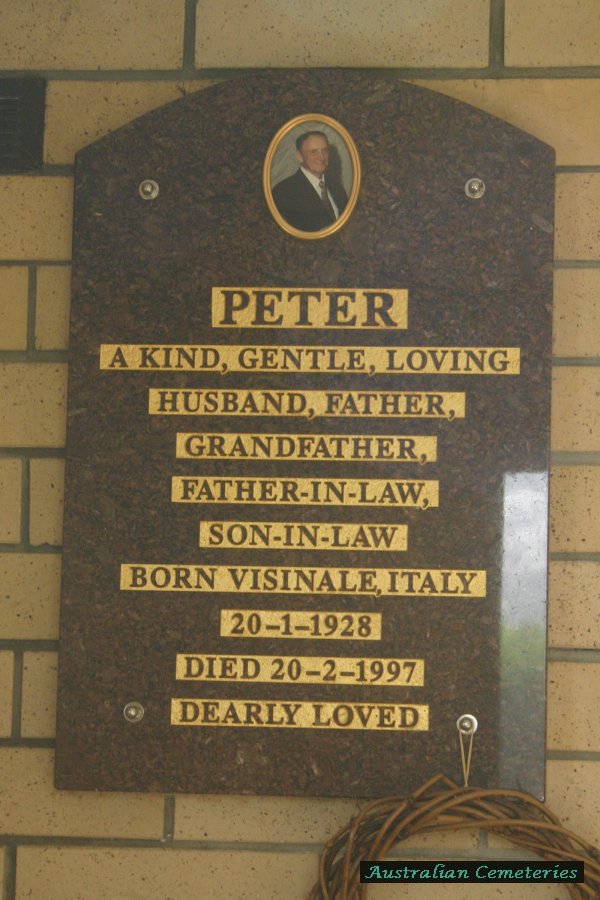 PETER
A KIND, GENTLE, LOVING
HUSBAND, FATHER,
GRANDFATHER,
FATHER-IN-LAW,
SON-IN-LAW
BORN VISINALE, ITALY
20-1-1928
DIED 20-2-1997
DEARLY LOVED
Australian Cemeteries